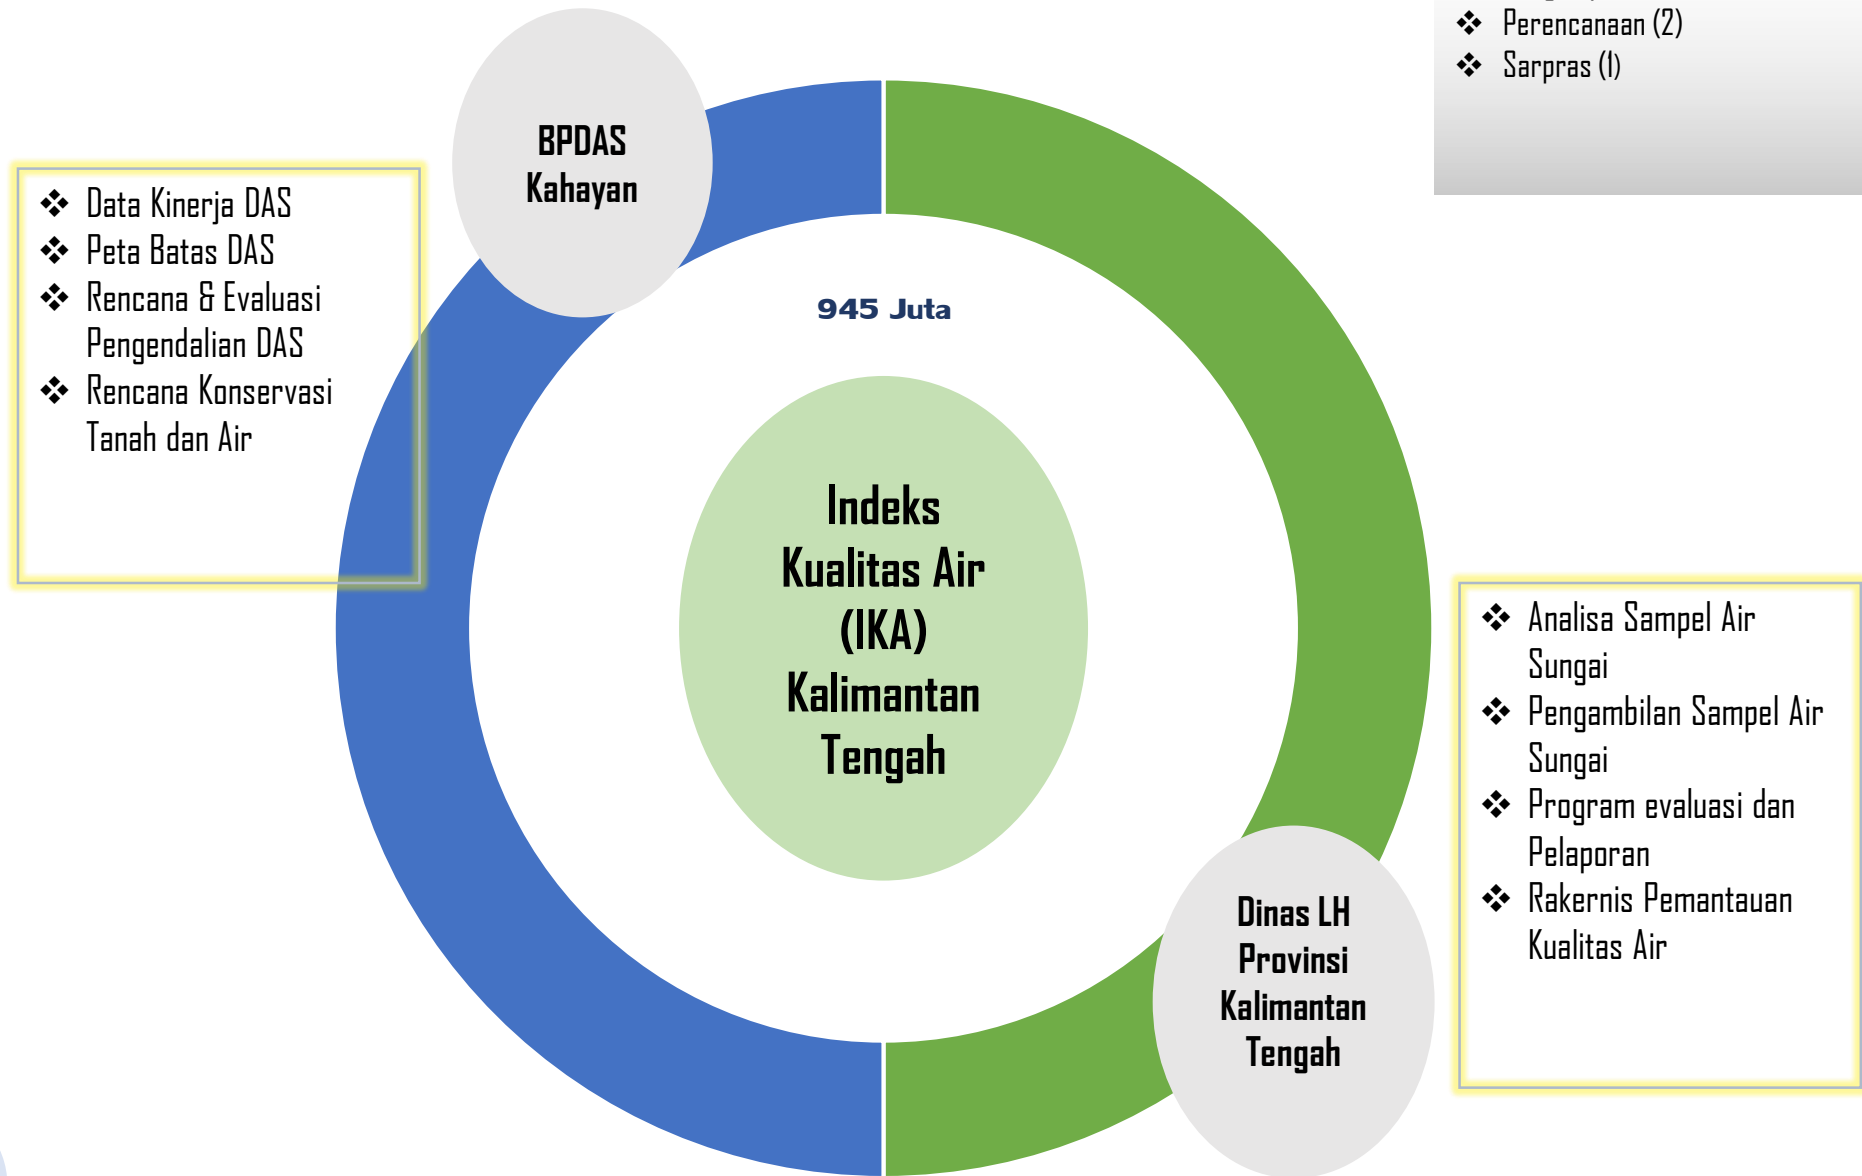 ❖ Perencanaan (2)
❖ Sarpras (1)
BPDAS
Kahayan
❖ Data Kinerja DAS
❖ Peta Batas DAS
❖ Rencana & Evaluasi
Pengendalian DAS
❖ Rencana Konservasi
Tanah dan Air
945 Juta
Indeks
Kualitas Air
(IKA)
Kalimantan
Tengah
❖ Analisa Sampel Air
Sungai
❖ Pengambilan Sampel Air
Sungai
❖ Program evaluasi dan
Pelaporan
❖ Rakernis Pemantauan
Kualitas Air
Dinas LH
Provinsi
Kalimantan
Tengah